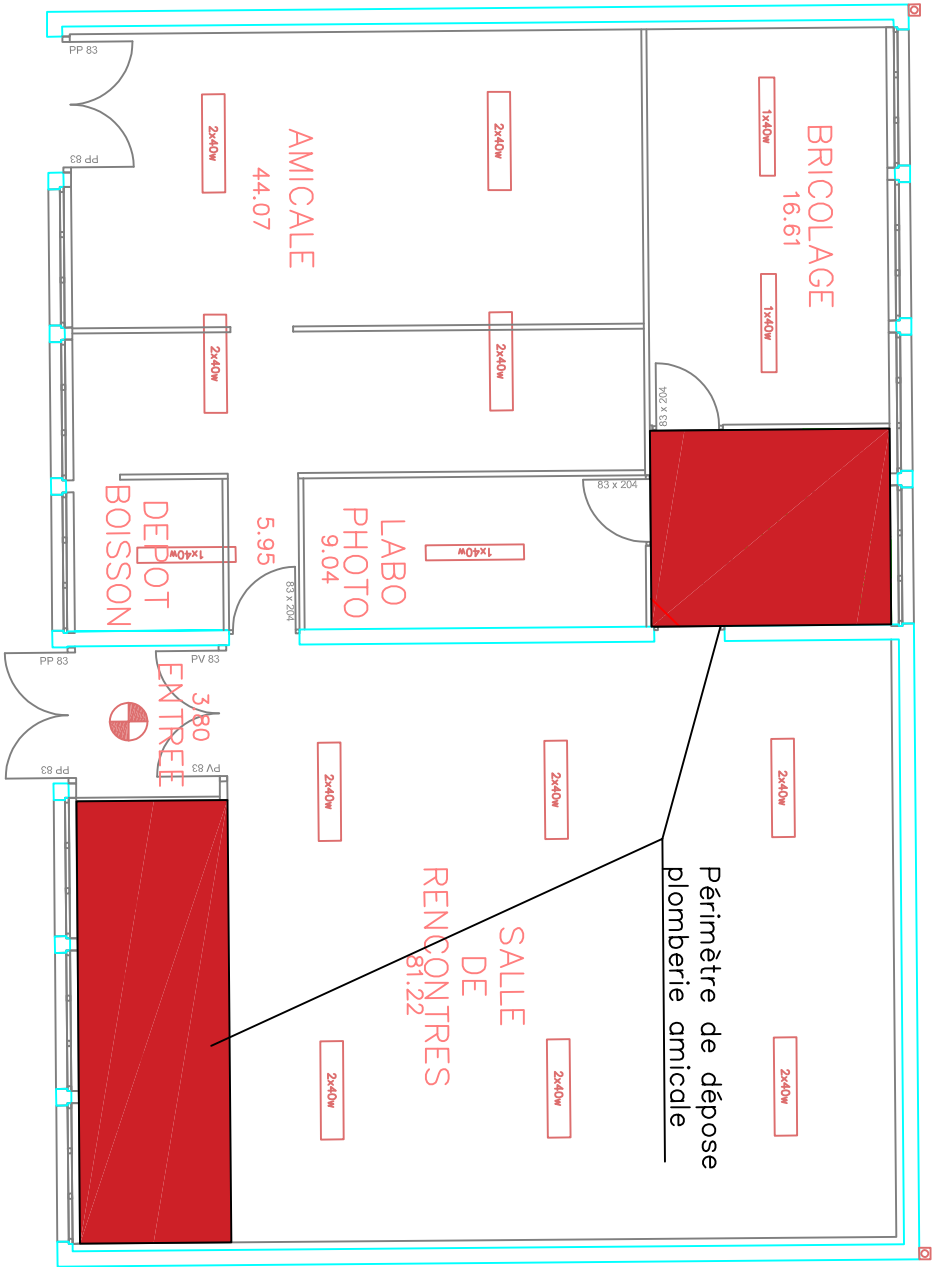 PP 83
PP 83
2x40w
2x40w
AMICALE
44.07
1x40w
BRICOLAGE
16.61
1x40w
2x40w
2x40w
83 x 204
83 x 204
DEPOT
BOISSON
1x40w
5.95
83 x 204
LABO
PHOTO
9.04
1x40w
PP 83
PV 83
3.80
ENTREE
PP 83
PV 83
2x40w
2x40w
2x40w
SALLE
DE
RENCONTRES
81.22
Périmètre de dépose
plomberie amicale
2x40w
2x40w
2x40w